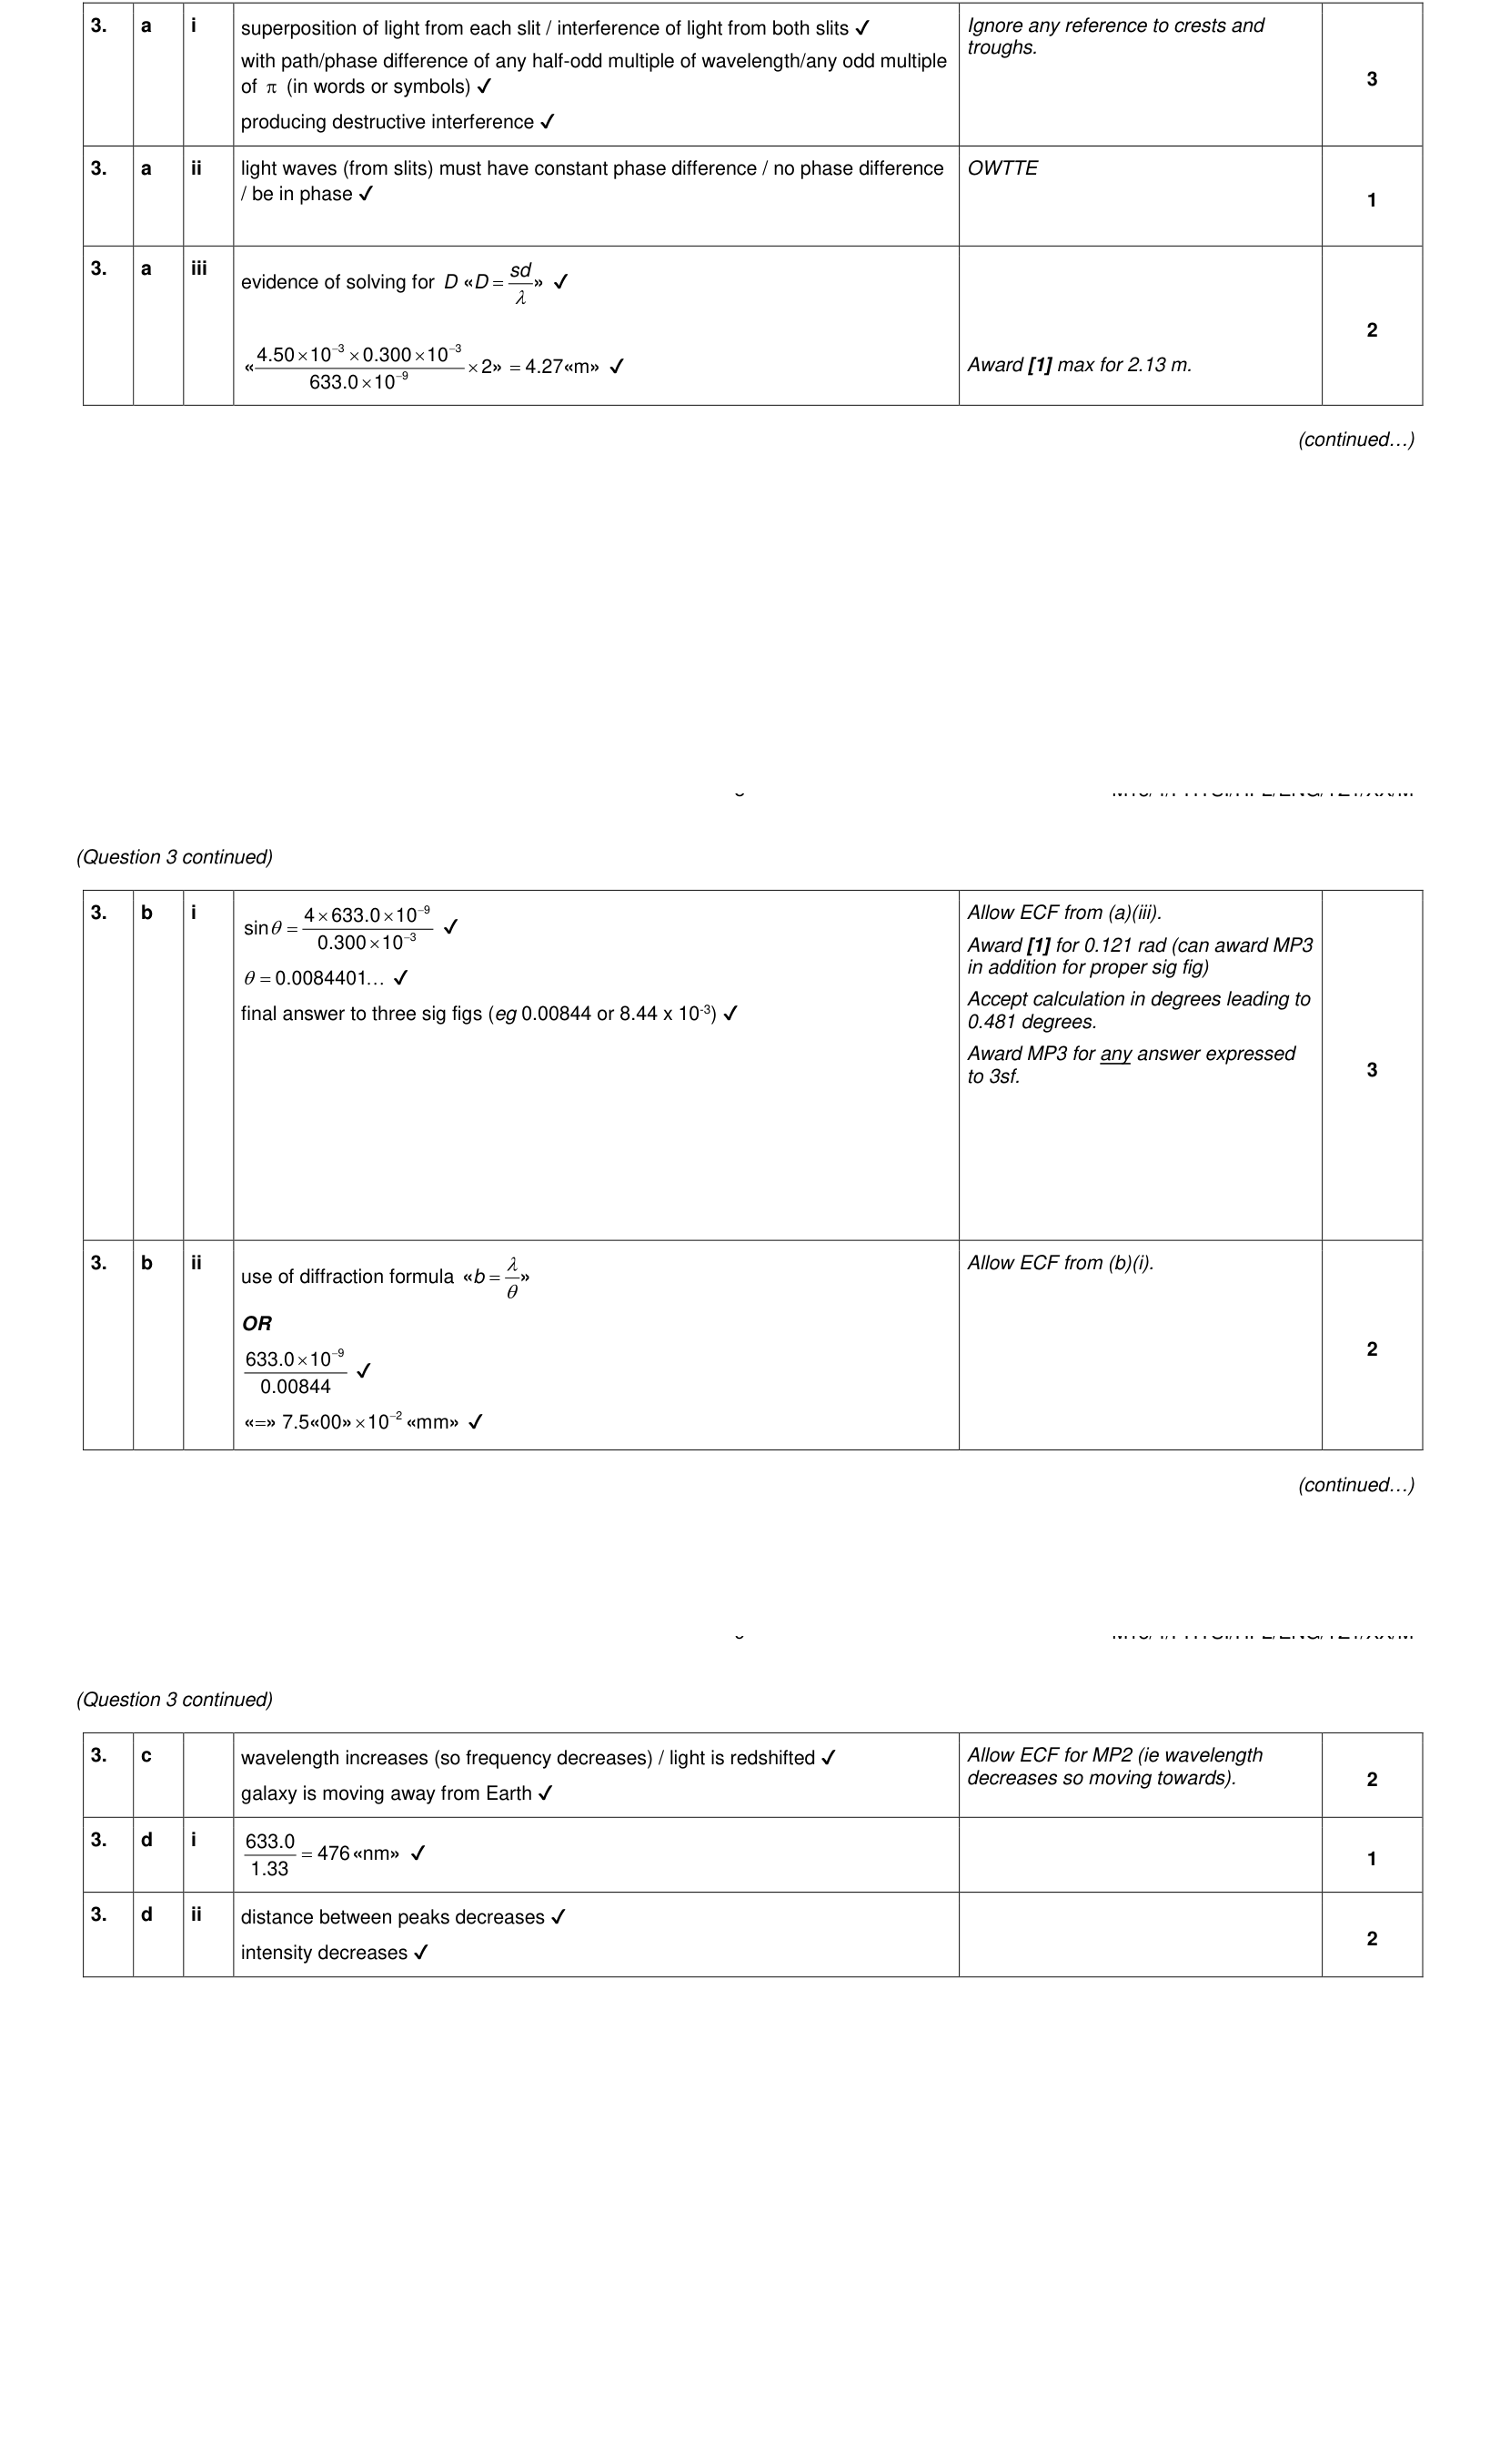 3. a i superposition of light from each slit / interference of light from both slits ✓ Ignore any reference to crests and
troughs.
with path/phase difference of any half-odd multiple of wavelength/any odd multiple
of π (in words or symbols) ✓ 3
producing destructive interference ✓
3. a ii light waves (from slits) must have constant phase difference / no phase difference OWTTE
/ be in phase ✓ 1
3. a iii evidence of solving for D «D = sd/λ» ✓
2
«4.50×10⁻³×0.300×10⁻³/633.0×10⁻⁹ ×2» = 4.27«m» ✓ Award [1] max for 2.13 m.
(continued…)
(Question 3 continued)
3. b i sinθ = 4×633.0×10⁻⁹/0.300×10⁻³ ✓ Allow ECF from (a)(iii).
θ = 0.0084401… ✓ Award [1] for 0.121 rad (can award MP3
in addition for proper sig fig)
final answer to three sig figs (eg 0.00844 or 8.44 x 10⁻³) ✓ Accept calculation in degrees leading to
0.481 degrees.
Award MP3 for any answer expressed
to 3sf.
3
3. b ii use of diffraction formula «b = λ/θ» Allow ECF from (b)(i).
OR
633.0×10⁻⁹/0.00844 ✓ 2
«=» 7.5«00»×10⁻² «mm» ✓
(continued…)
(Question 3 continued)
3. c wavelength increases (so frequency decreases) / light is redshifted ✓ Allow ECF for MP2 (ie wavelength
decreases so moving towards).
galaxy is moving away from Earth ✓ 2
3. d i 633.0/1.33 = 476«nm» ✓ 1
3. d ii distance between peaks decreases ✓
intensity decreases ✓ 2